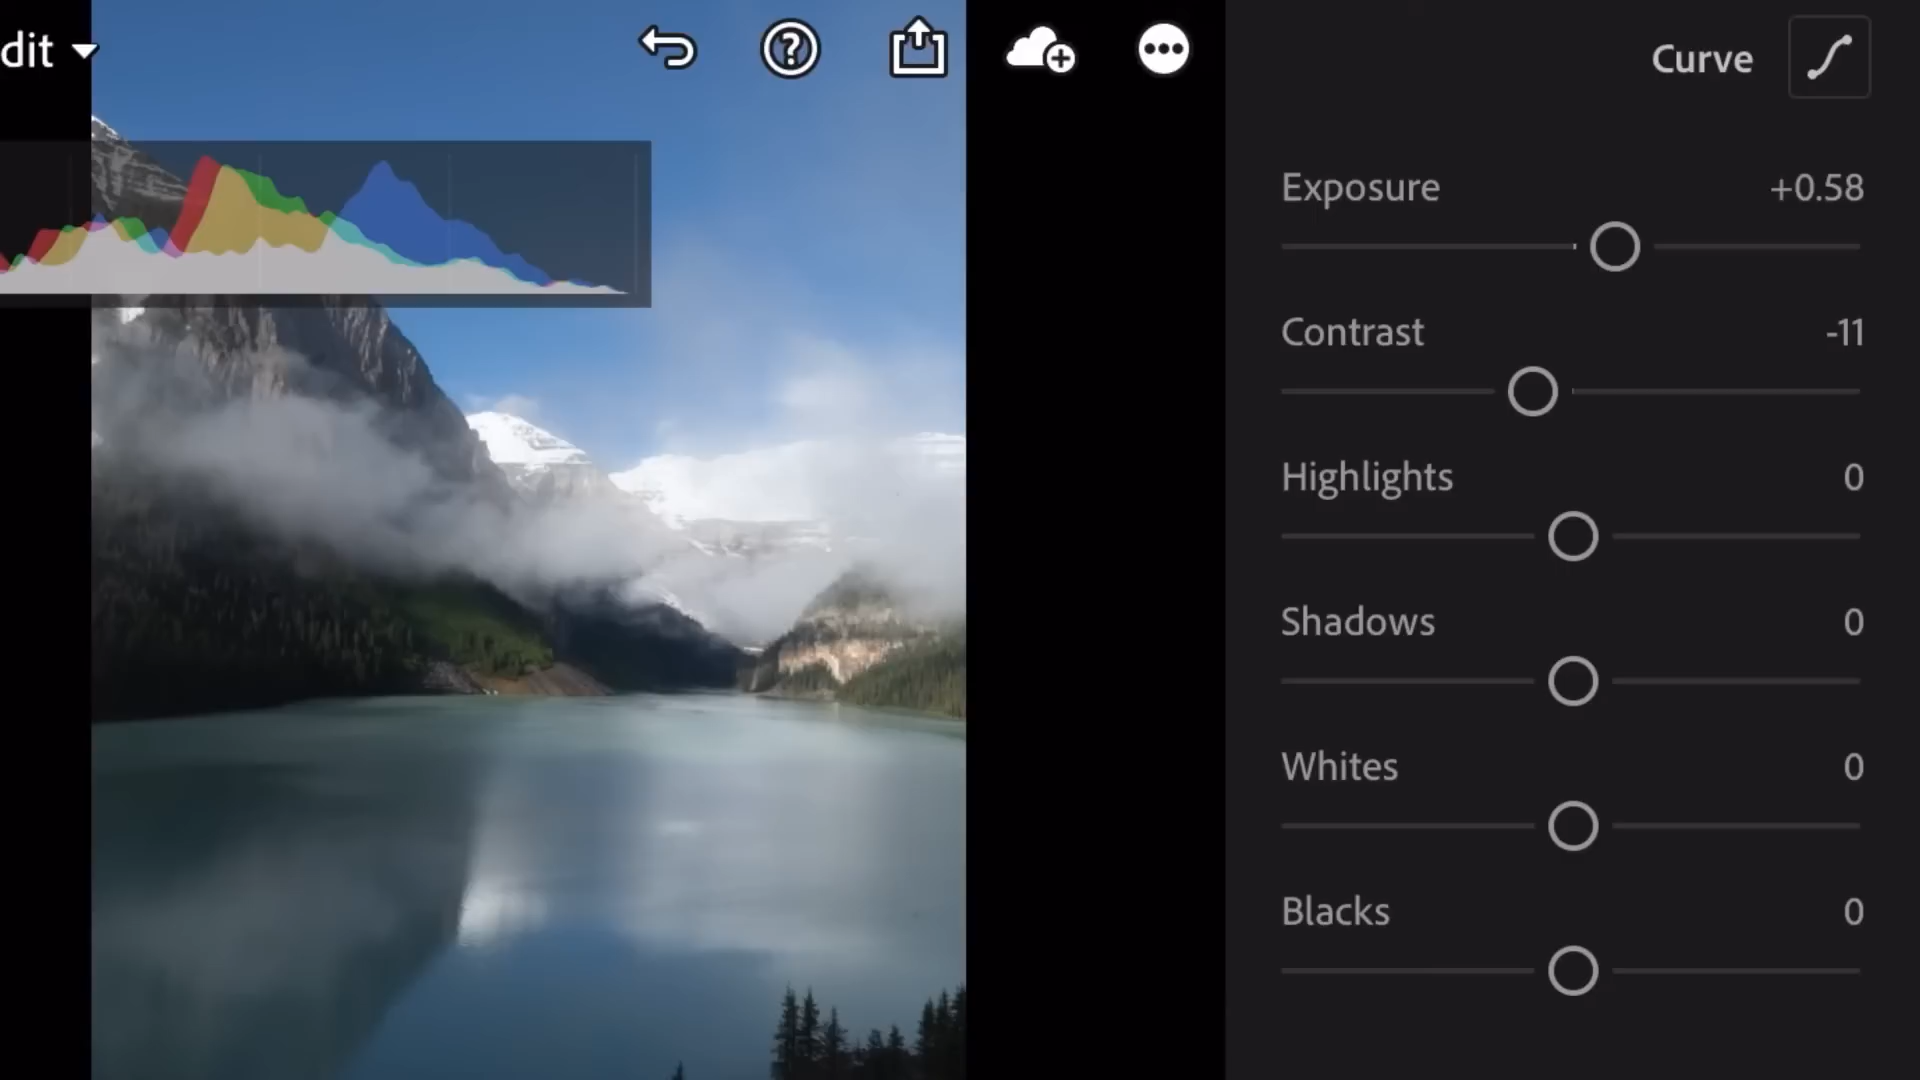 dit
Curve
Exposure +0.58
Contrast -11
Highlights 0
Shadows 0
Whites 0
Blacks 0